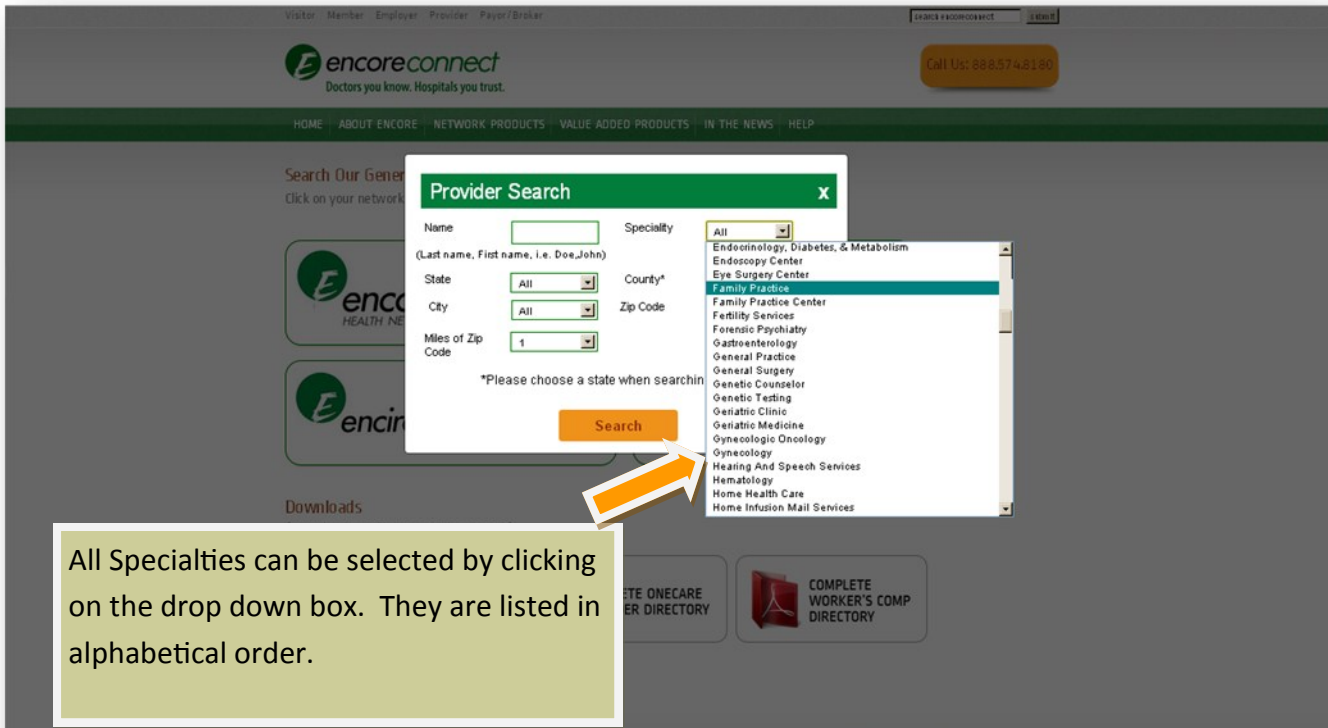 Visitor Member Employer Provider Payor/Broker
search encoreconnect submit
encoreconnect
Doctors you know. Hospitals you trust.
Call Us: 888.574.8180
HOME ABOUT ENCORE NETWORK PRODUCTS VALUE ADDED PRODUCTS IN THE NEWS HELP
Search Our Gener
Click on your network
Provider Search x
Name Speciality All
(Last name, First name, i.e. Doe,John)
State All County*
City All Zip Code
Miles of Zip Code 1
*Please choose a state when searchin
Search
Endocrinology, Diabetes, & Metabolism
Endoscopy Center
Eye Surgery Center
Family Practice
Family Practice Center
Fertility Services
Forensic Psychiatry
Gastroenterology
General Practice
General Surgery
Genetic Counselor
Genetic Testing
Geriatric Clinic
Geriatric Medicine
Gynecologic Oncology
Gynecology
Hearing And Speech Services
Hematology
Home Health Care
Home Infusion Mail Services
enco
HEALTH NE
encir
Downloads
All Specialties can be selected by clicking
on the drop down box. They are listed in
alphabetical order.
TE ONECARE
ER DIRECTORY
COMPLETE
WORKER'S COMP
DIRECTORY